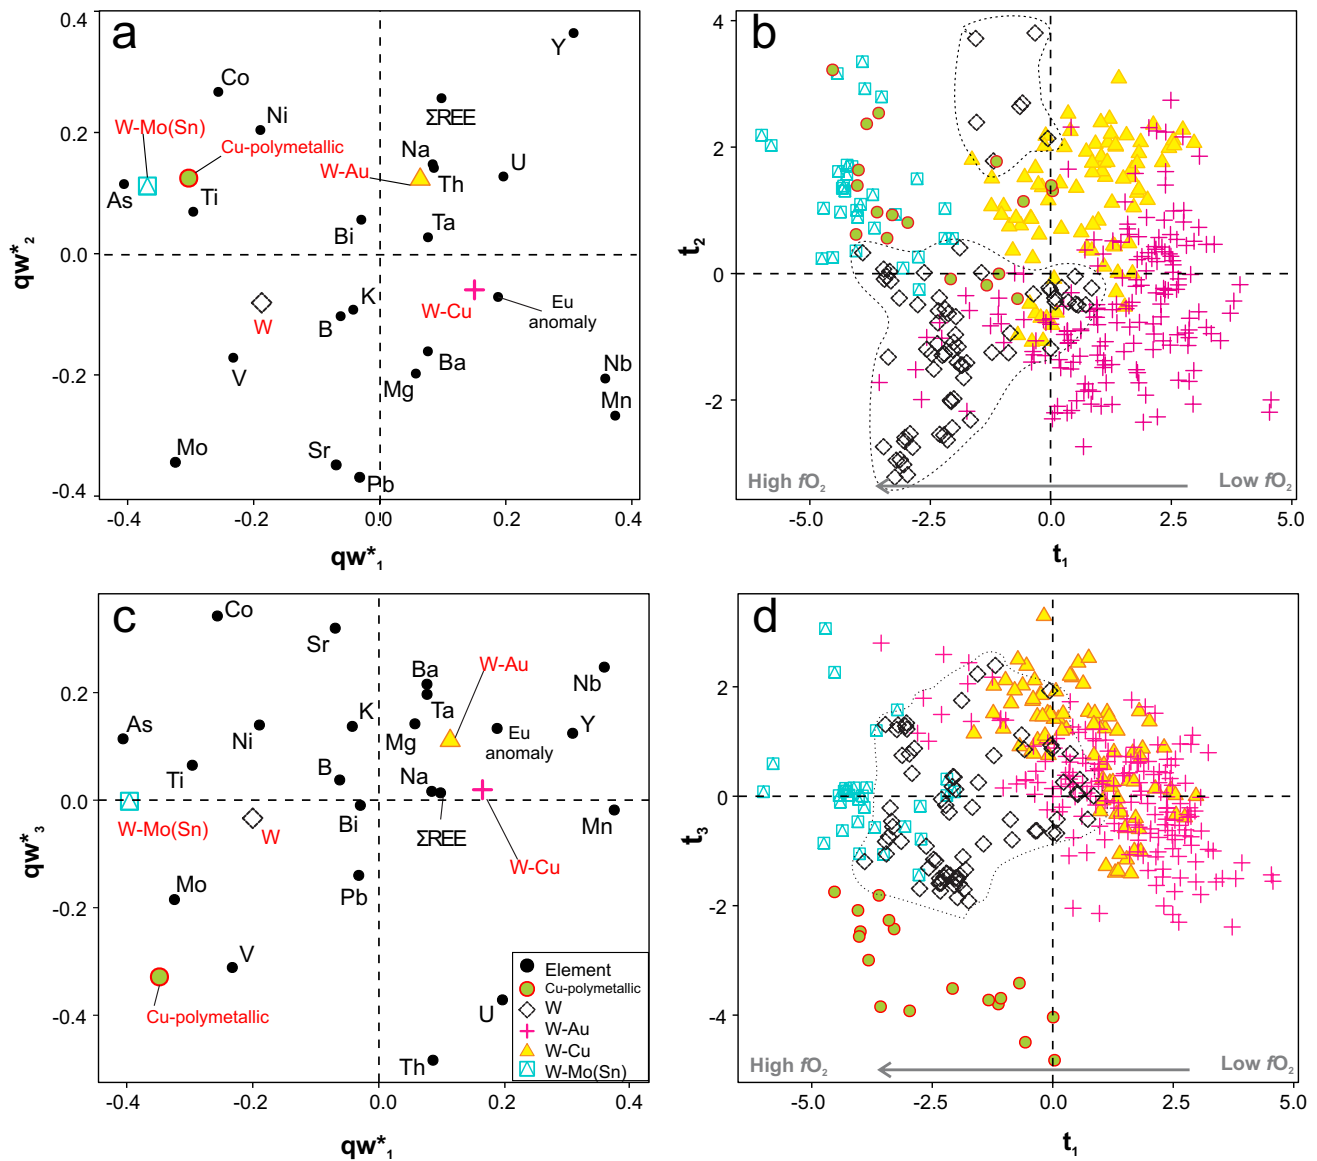 a
0.4
0.2
0.0
-0.2
-0.4
qw*2
Y
Co
ΣREE
Ni
W-Mo(Sn)
Cu-polymetallic
Na
U
W-Au
Th
As
Ti
Bi
Ta
K
W
B
W-Cu
Eu
anomaly
V
Ba
Mg
Nb
Mn
Mo
Sr
Pb
-0.4
-0.2
0.0
0.2
0.4
qw*1
b
4
2
0
-2
t2
High fO2
Low fO2
-5.0
-2.5
0.0
2.5
5.0
t1
c
0.2
0.0
-0.2
-0.4
qw*3
Co
Sr
Ba
W-Au
Nb
As
Ni
K
Ta
Y
Mg
Eu
anomaly
Ti
B
Na
W-Mo(Sn)
W
Bi
ΣREE
Mn
W-Cu
Mo
Pb
V
Cu-polymetallic
U
Th
Element
Cu-polymetallic
W
W-Au
W-Cu
W-Mo(Sn)
-0.4
-0.2
0.0
0.2
0.4
qw*1
d
2
0
-2
-4
t3
High fO2
Low fO2
-5.0
-2.5
0.0
2.5
5.0
t1